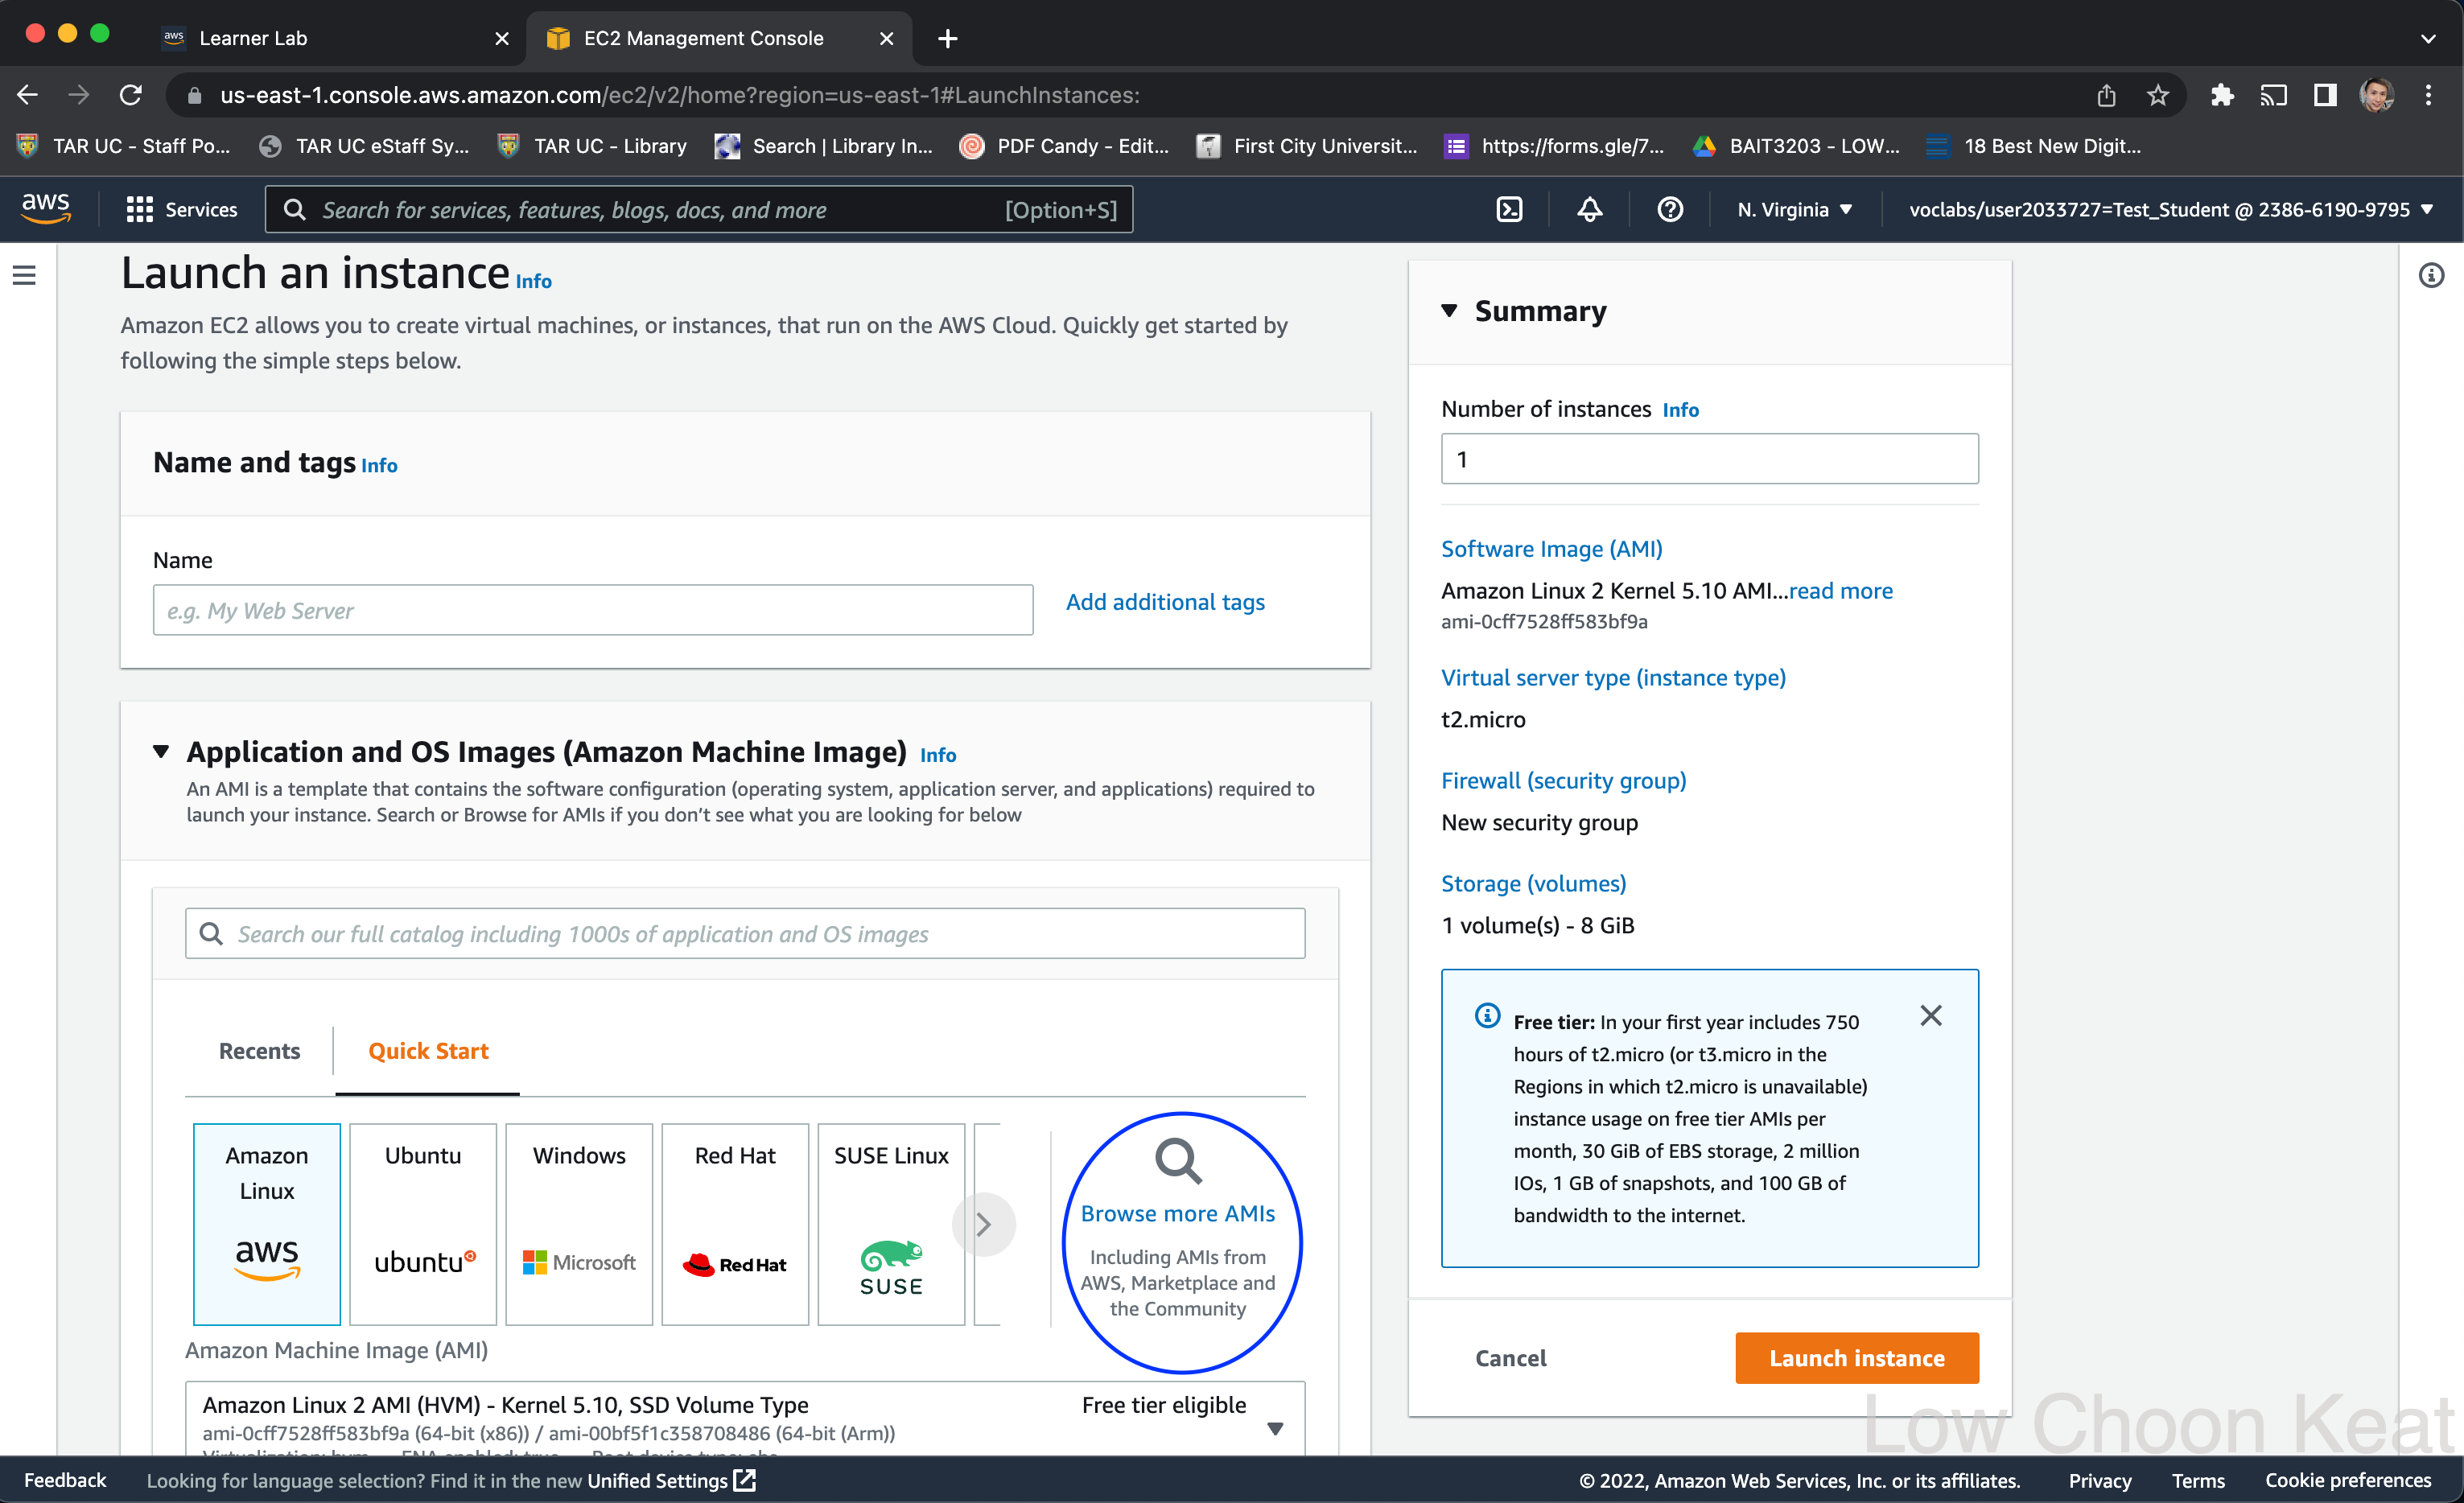 aws Learner Lab
EC2 Management Console
us-east-1.console.aws.amazon.com/ec2/v2/home?region=us-east-1#LaunchInstances:
TAR UC - Staff Po...
TAR UC eStaff Sy...
TAR UC - Library
Search | Library In...
PDF Candy - Edit...
First City Universit...
https://forms.gle/7...
BAIT3203 - LOW...
18 Best New Digit...
aws
Services
Search for services, features, blogs, docs, and more [Option+S]
N. Virginia
voclabs/user2033727=Test_Student @ 2386-6190-9795
Launch an instance Info
Amazon EC2 allows you to create virtual machines, or instances, that run on the AWS Cloud. Quickly get started by
following the simple steps below.
Name and tags Info
Name
e.g. My Web Server
Add additional tags
Application and OS Images (Amazon Machine Image) Info
An AMI is a template that contains the software configuration (operating system, application server, and applications) required to
launch your instance. Search or Browse for AMIs if you don’t see what you are looking for below
Search our full catalog including 1000s of application and OS images
Recents
Quick Start
Amazon
Linux
aws
Ubuntu
ubuntu
Windows
Microsoft
Red Hat
Red Hat
SUSE Linux
SUSE
Browse more AMIs
Including AMIs from
AWS, Marketplace and
the Community
Amazon Machine Image (AMI)
Amazon Linux 2 AMI (HVM) - Kernel 5.10, SSD Volume Type
Free tier eligible
ami-0cff7528ff583bf9a (64-bit (x86)) / ami-00bf5f1c358708486 (64-bit (Arm))
Summary
Number of instances Info
1
Software Image (AMI)
Amazon Linux 2 Kernel 5.10 AMI...read more
ami-0cff7528ff583bf9a
Virtual server type (instance type)
t2.micro
Firewall (security group)
New security group
Storage (volumes)
1 volume(s) - 8 GiB
Free tier: In your first year includes 750
hours of t2.micro (or t3.micro in the
Regions in which t2.micro is unavailable)
instance usage on free tier AMIs per
month, 30 GiB of EBS storage, 2 million
IOs, 1 GB of snapshots, and 100 GB of
bandwidth to the internet.
Cancel
Launch instance
Low Choon Keat
Feedback
Looking for language selection? Find it in the new Unified Settings
© 2022, Amazon Web Services, Inc. or its affiliates.
Privacy
Terms
Cookie preferences